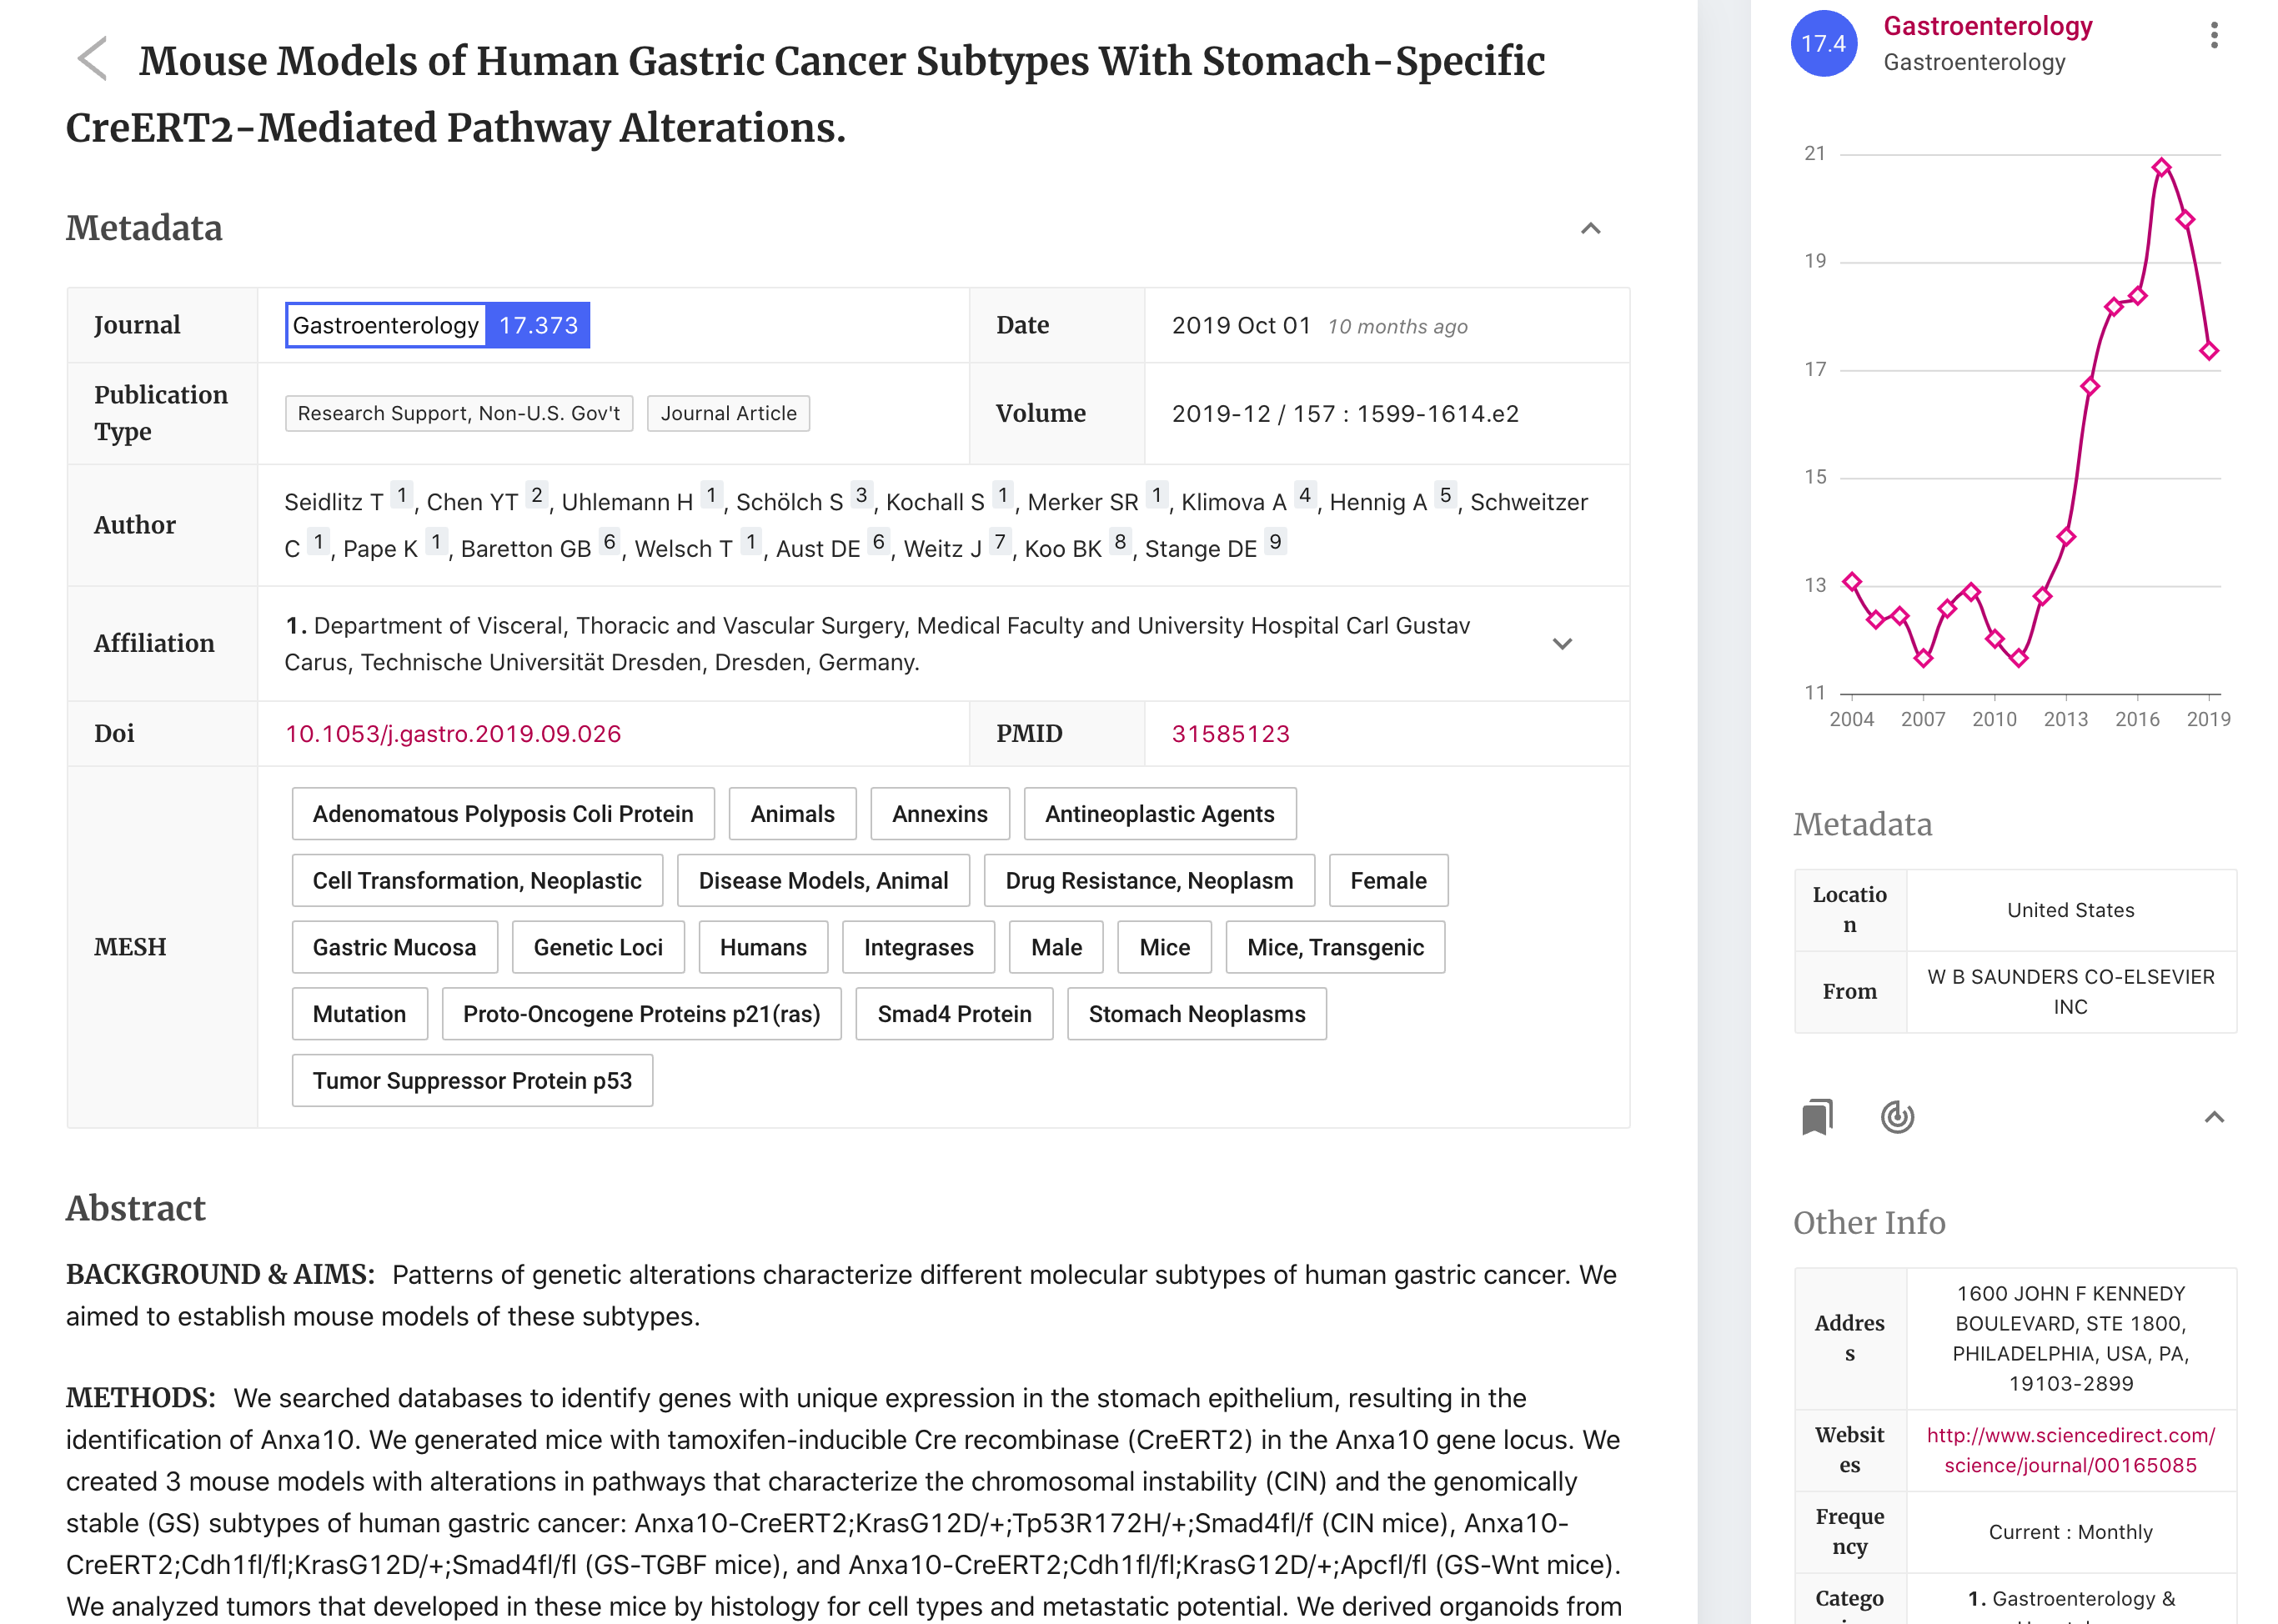 Mouse Models of Human Gastric Cancer Subtypes With Stomach-Specific
CreERT2-Mediated Pathway Alterations.
Metadata
Journal
Gastroenterology 17.373
Date
2019 Oct 01 10 months ago
Publication
Type
Research Support, Non-U.S. Gov't Journal Article
Volume
2019-12 / 157 : 1599-1614.e2
Author
Seidlitz T 1, Chen YT 2, Uhlemann H 1, Schölch S 3, Kochall S 1, Merker SR 1, Klimova A 4, Hennig A 5, Schweitzer
C 1, Pape K 1, Baretton GB 6, Welsch T 1, Aust DE 6, Weitz J 7, Koo BK 8, Stange DE 9
Affiliation
1. Department of Visceral, Thoracic and Vascular Surgery, Medical Faculty and University Hospital Carl Gustav
Carus, Technische Universität Dresden, Dresden, Germany.
Doi
10.1053/j.gastro.2019.09.026
PMID
31585123
MESH
Adenomatous Polyposis Coli Protein Animals Annexins Antineoplastic Agents
Cell Transformation, Neoplastic Disease Models, Animal Drug Resistance, Neoplasm Female
Gastric Mucosa Genetic Loci Humans Integrases Male Mice Mice, Transgenic
Mutation Proto-Oncogene Proteins p21(ras) Smad4 Protein Stomach Neoplasms
Tumor Suppressor Protein p53
Abstract
BACKGROUND & AIMS: Patterns of genetic alterations characterize different molecular subtypes of human gastric cancer. We
aimed to establish mouse models of these subtypes.
METHODS: We searched databases to identify genes with unique expression in the stomach epithelium, resulting in the
identification of Anxa10. We generated mice with tamoxifen-inducible Cre recombinase (CreERT2) in the Anxa10 gene locus. We
created 3 mouse models with alterations in pathways that characterize the chromosomal instability (CIN) and the genomically
stable (GS) subtypes of human gastric cancer: Anxa10-CreERT2;KrasG12D/+;Tp53R172H/+;Smad4fl/f (CIN mice), Anxa10-
CreERT2;Cdh1fl/fl;KrasG12D/+;Smad4fl/fl (GS-TGBF mice), and Anxa10-CreERT2;Cdh1fl/fl;KrasG12D/+;Apcfl/fl (GS-Wnt mice).
We analyzed tumors that developed in these mice by histology for cell types and metastatic potential. We derived organoids from
17.4
Gastroenterology
Gastroenterology
21
19
17
15
13
11
2004 2007 2010 2013 2016 2019
Metadata
Locatio
n
United States
From
W B SAUNDERS CO-ELSEVIER
INC
Other Info
Addres
s
1600 JOHN F KENNEDY
BOULEVARD, STE 1800,
PHILADELPHIA, USA, PA,
19103-2899
Websit
es
http://www.sciencedirect.com/
science/journal/00165085
Freque
ncy
Current : Monthly
Catego
1. Gastroenterology &